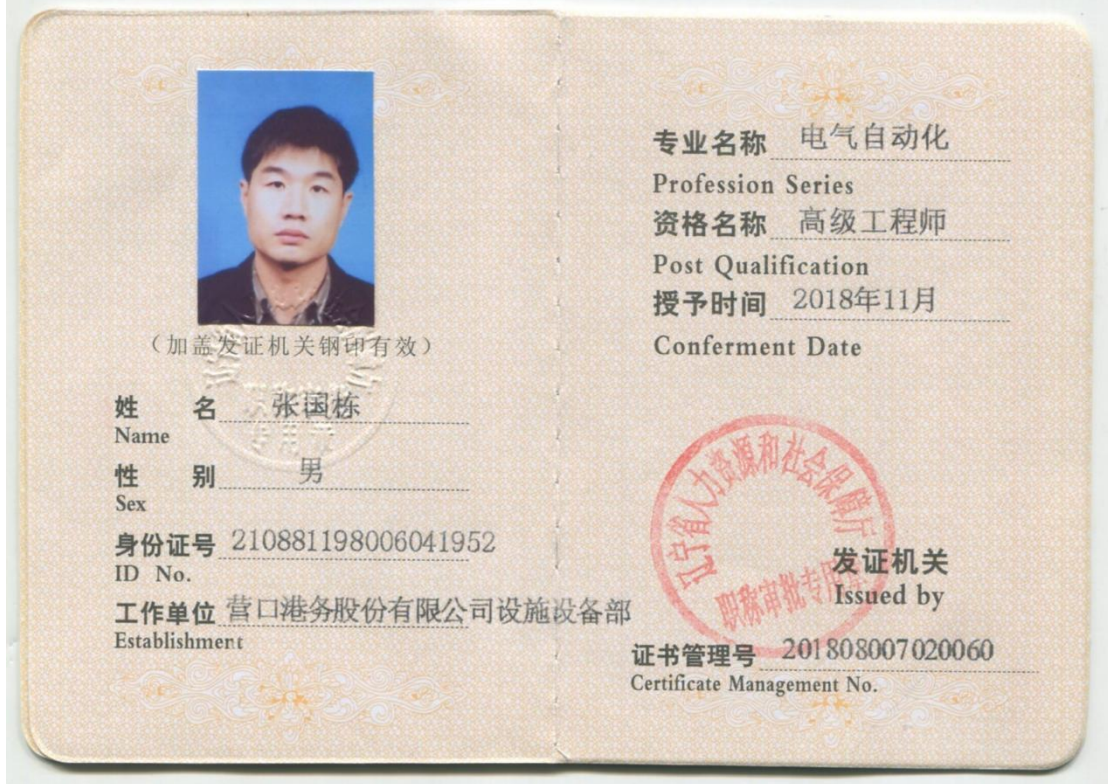 (加盖发证机关钢印有效)
姓 名 张国栋
Name
性 别 男
Sex
身份证号 210881198006041952
ID No.
工作单位 营口港务股份有限公司设施设备部
Establishment
专业名称 电气自动化
Profession Series
资格名称 高级工程师
Post Qualification
授予时间 2018年11月
Conferment Date
辽宁省人力资源和社会保障厅
职称审批专用章
发证机关
Issued by
证书管理号 201808007020060
Certificate Management No.